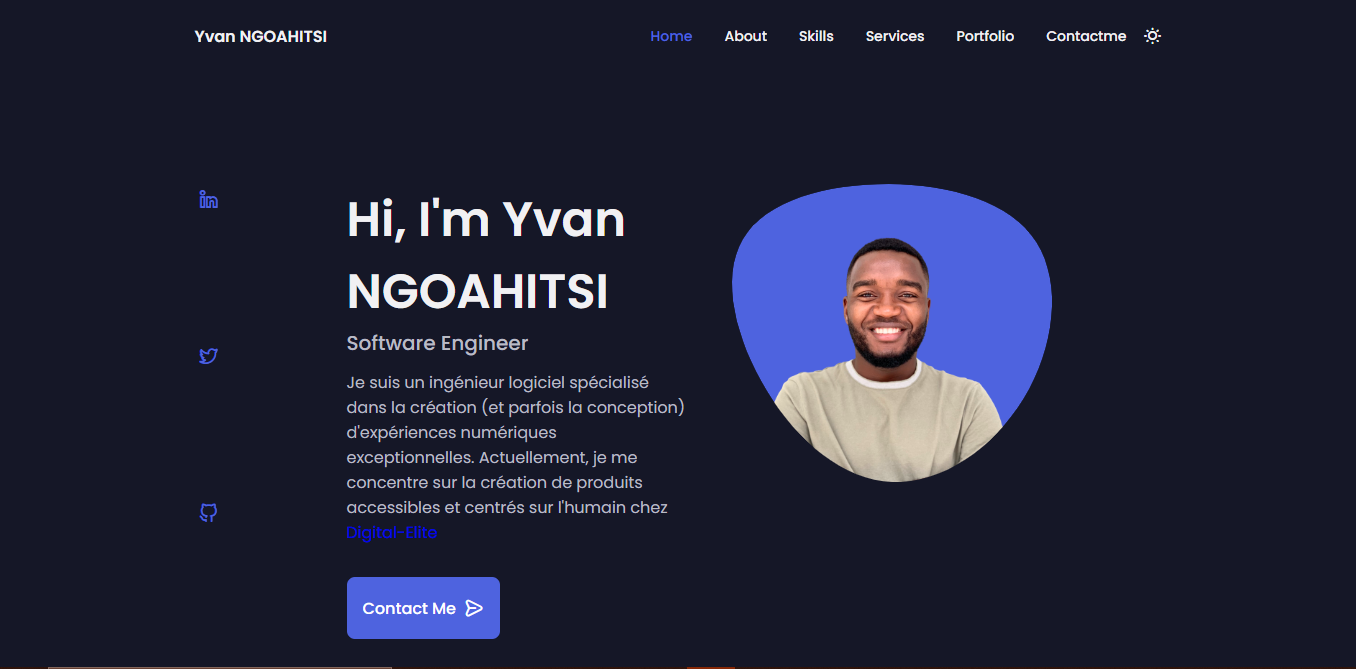 Yvan NGOAHITSI
Home About Skills Services Portfolio Contactme
Hi, I'm Yvan
NGOAHITSI
Software Engineer
Je suis un ingénieur logiciel spécialisé
dans la création (et parfois la conception)
d'expériences numériques
exceptionnelles. Actuellement, je me
concentre sur la création de produits
accessibles et centrés sur l'humain chez
Digital-Elite
Contact Me